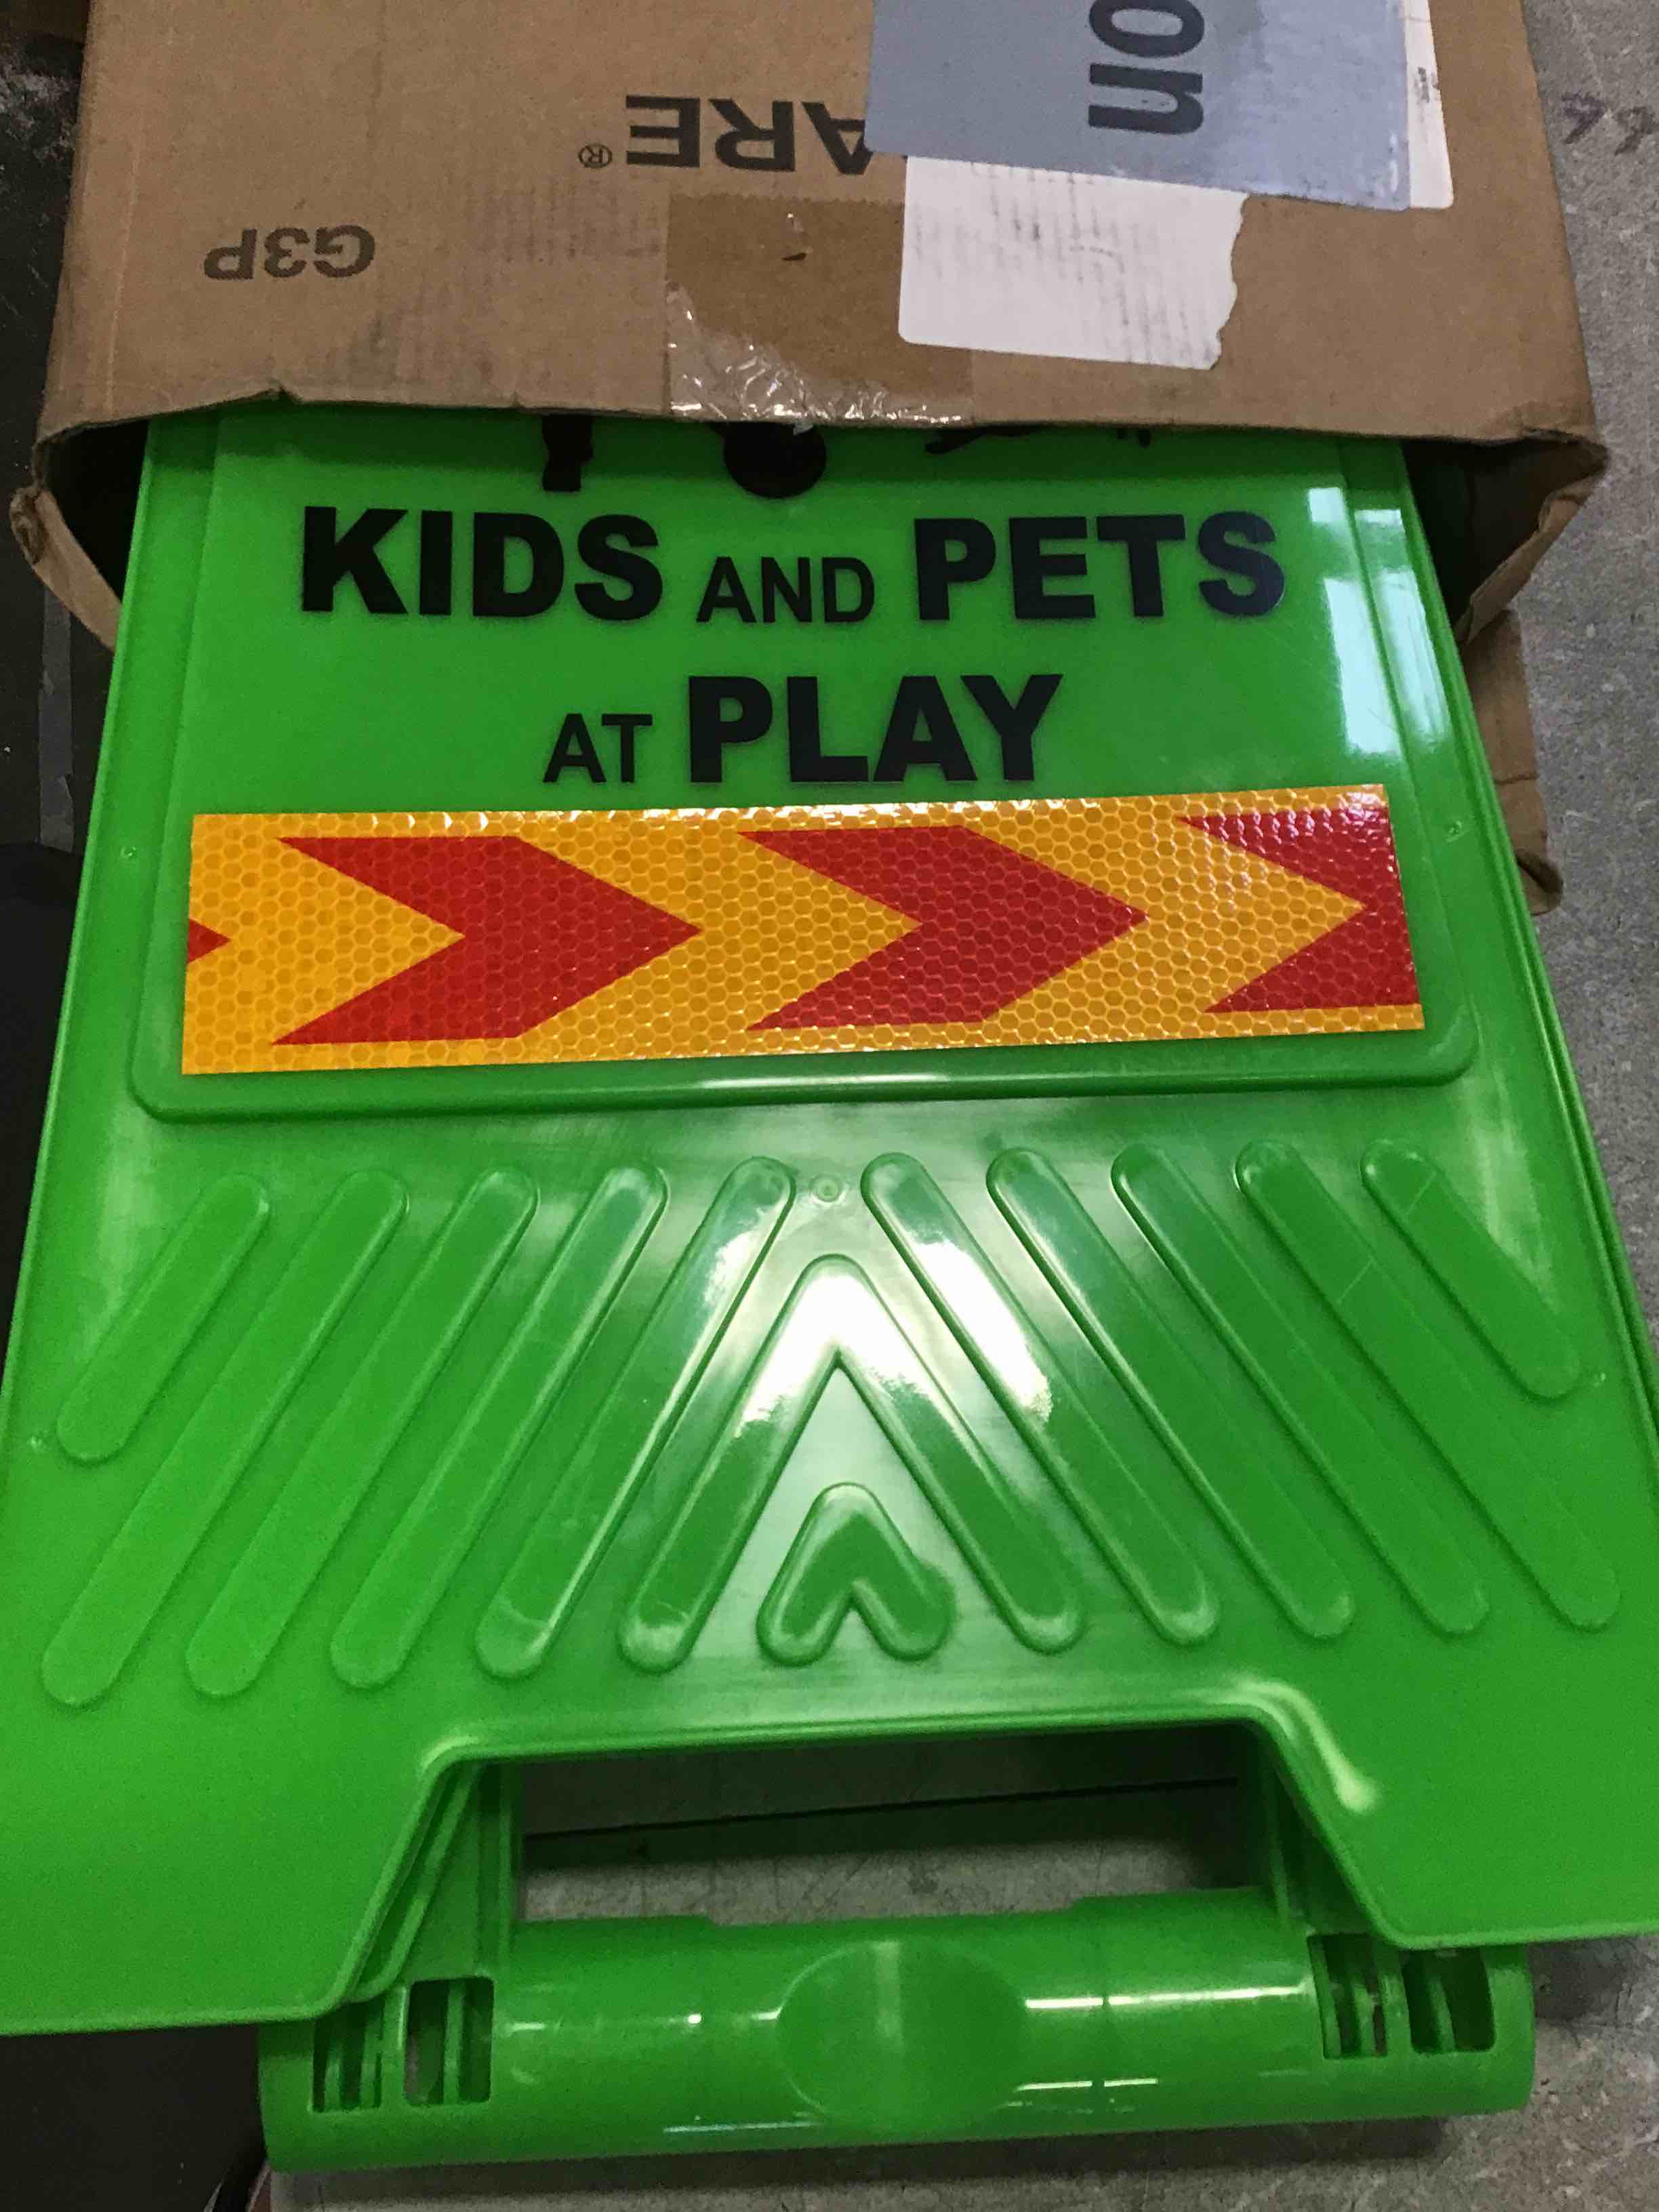 on
ARE®
G3P
KIDS AND PETS
AT PLAY